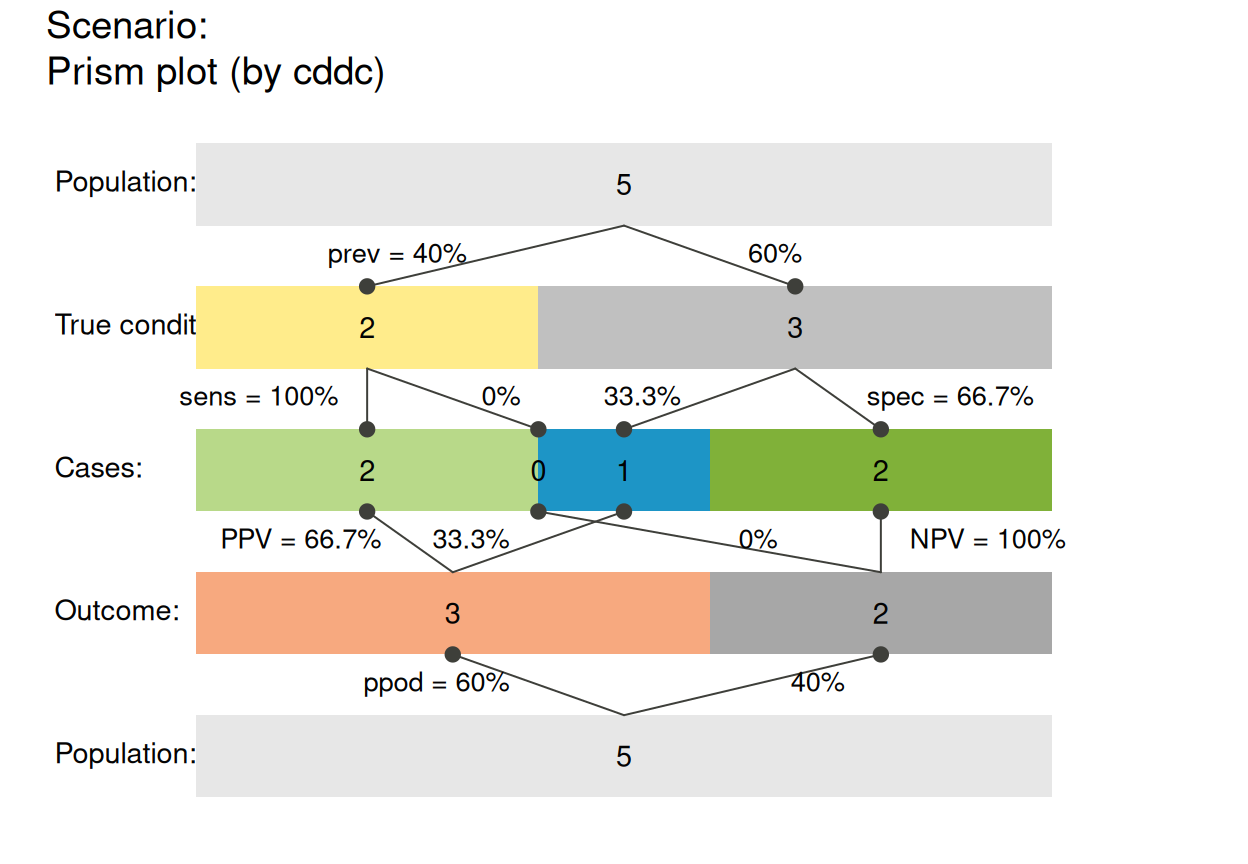 Scenario:
Prism plot (by cddc)
Population:
5
prev = 40%
60%
True condit
2
3
sens = 100%
0%
33.3%
spec = 66.7%
Cases:
2
0
1
2
PPV = 66.7%
33.3%
0%
NPV = 100%
Outcome:
3
2
ppod = 60%
40%
Population:
5